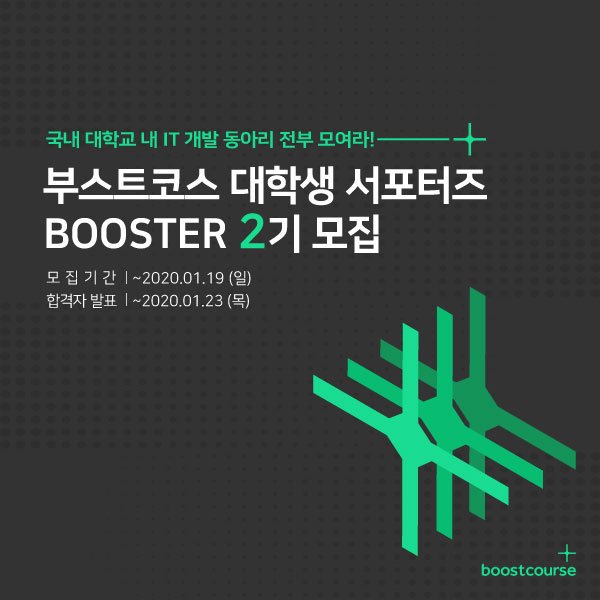 국내 대학교 내 IT 개발 동아리 전부 모여라!
부스트코스 대학생 서포터즈
BOOSTER 2기 모집
모 집 기 간 | ~2020.01.19 (일)
합격자 발표 | ~2020.01.23 (목)
boostcourse